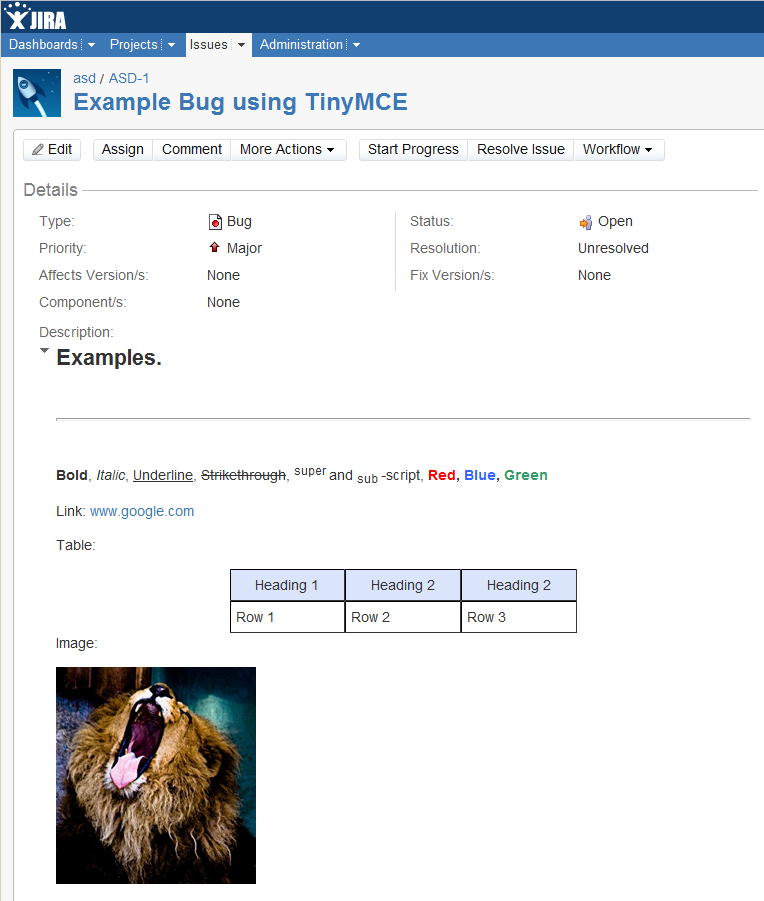 JIRA
Dashboards Projects Issues Administration
asd / ASD-1
Example Bug using TinyMCE
Edit Assign Comment More Actions Start Progress Resolve Issue Workflow
Details
Type: Bug Status: Open
Priority: Major Resolution: Unresolved
Affects Version/s: None Fix Version/s: None
Component/s: None
Description:
Examples.
Bold, Italic, Underline, Strikethrough, super and sub -script, Red, Blue, Green
Link: www.google.com
Table:
Heading 1 Heading 2 Heading 2
Row 1 Row 2 Row 3
Image: